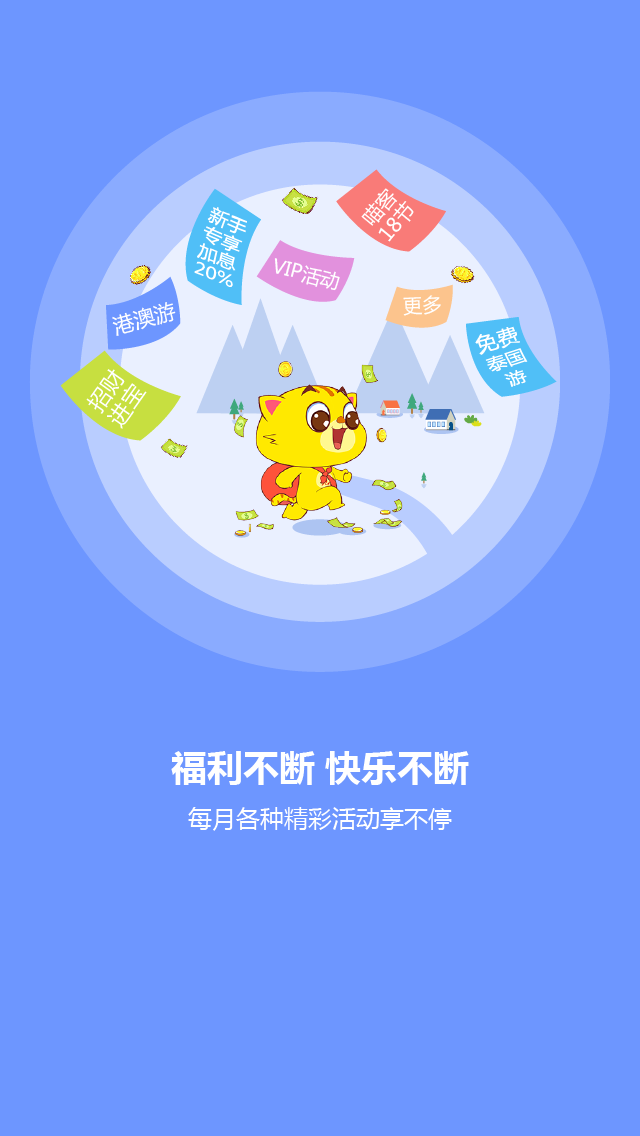 喵客
18节
新手
专享
加息
20%
VIP活动
港澳游
更多
免费
泰国
游
招财
进宝
福利不断 快乐不断
每月各种精彩活动享不停